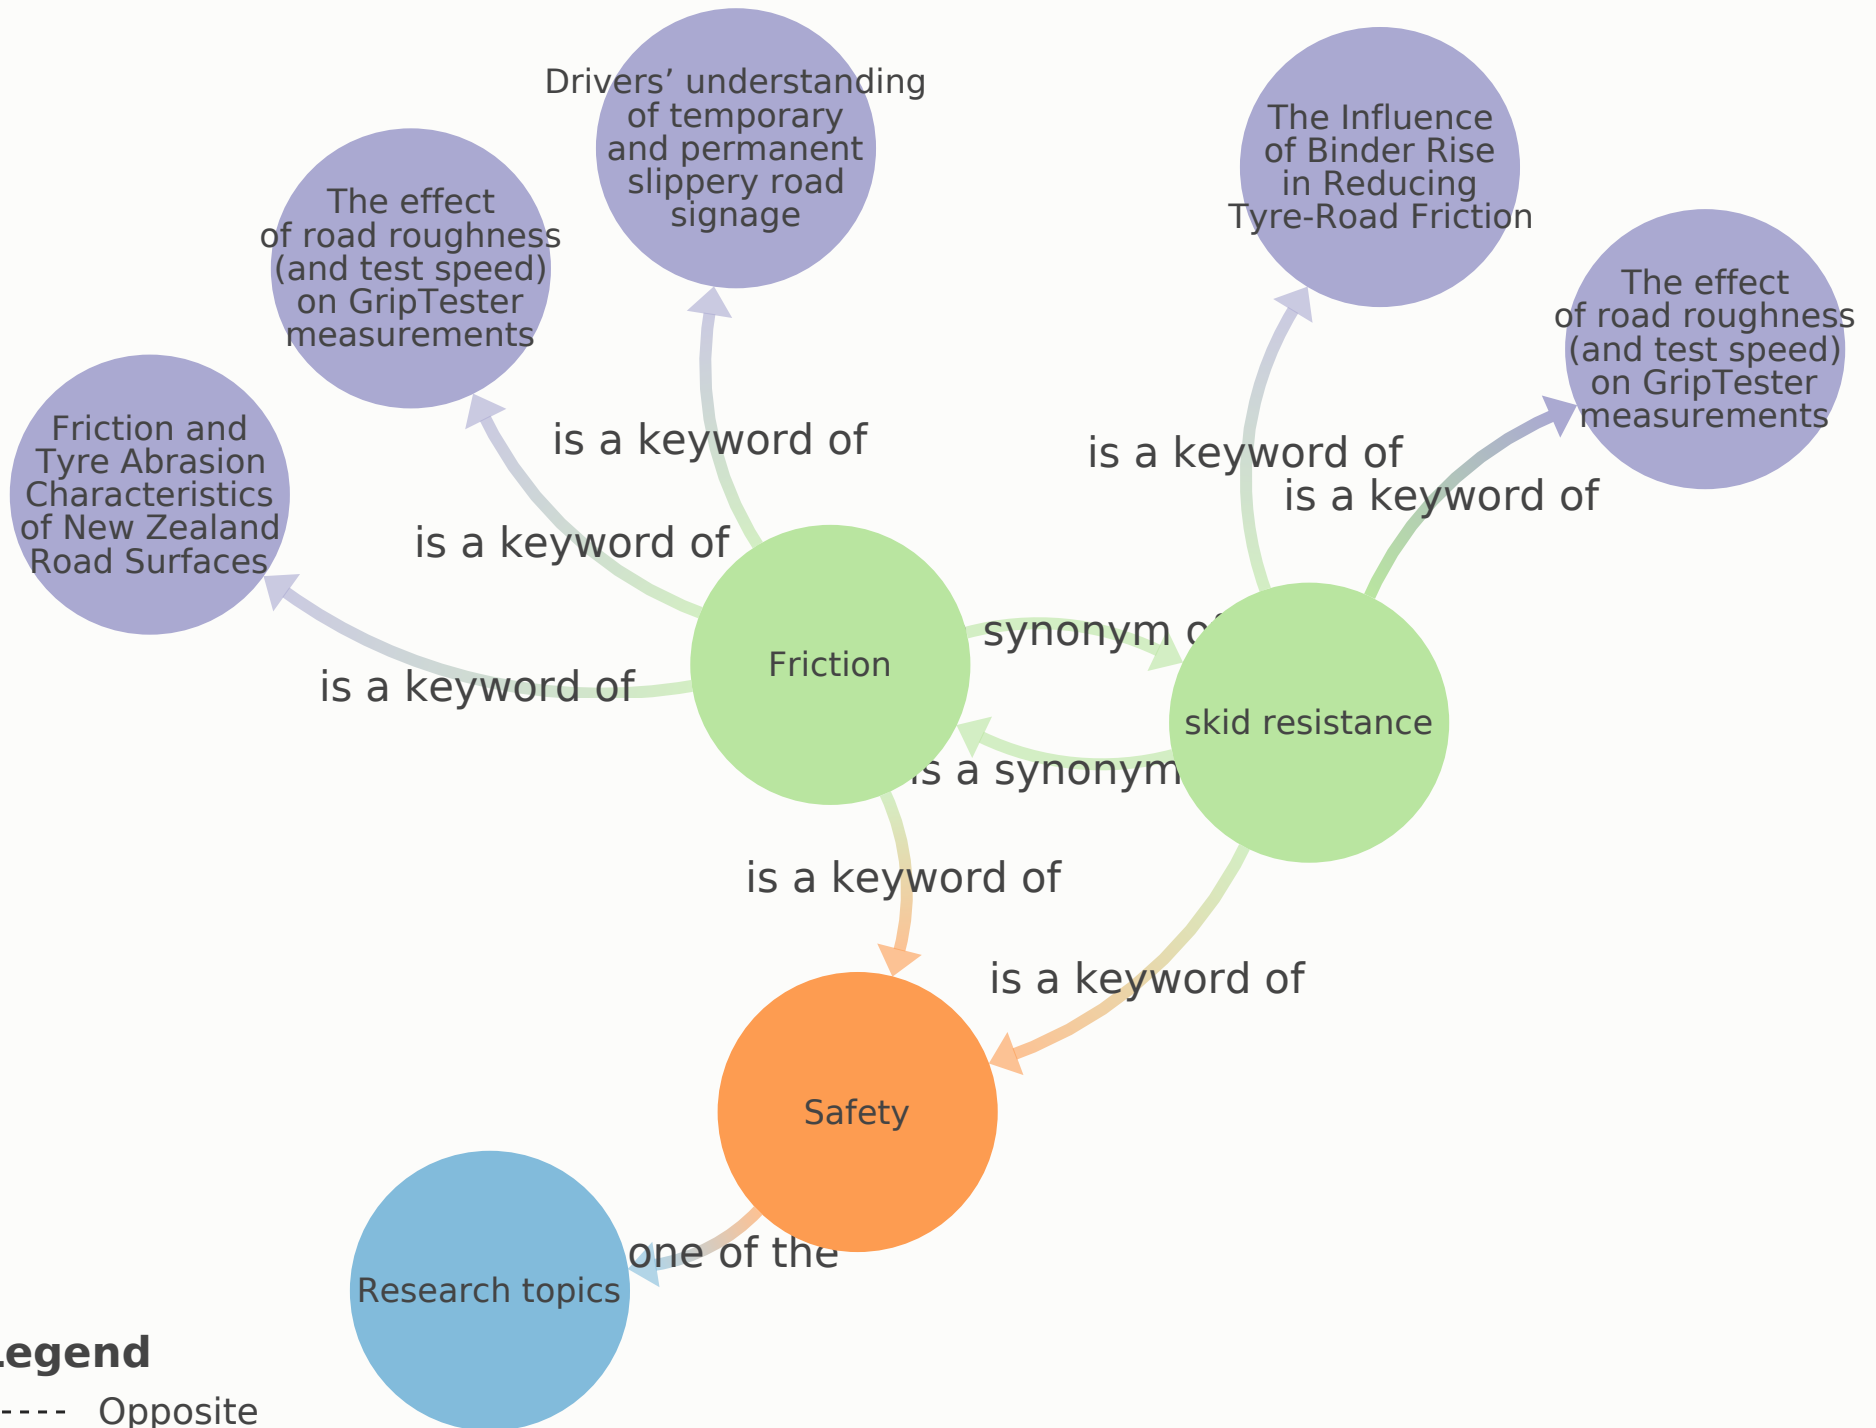 Drivers’ understanding
of temporary
and permanent
slippery road
signage
The Influence
of Binder Rise
in Reducing
Tyre-Road Friction
The effect
of road roughness
(and test speed)
on GripTester
measurements
The effect
of road roughness
(and test speed)
on GripTester
measurements
Friction and
Tyre Abrasion
Characteristics
of New Zealand
Road Surfaces
is a keyword of
is a keyword of
is a keyword of
is a keyword of
is a keyword of
synonym of
Friction
skid resistance
is a synonym
is a keyword of
is a keyword of
Safety
one of the
Research topics
Legend
Opposite